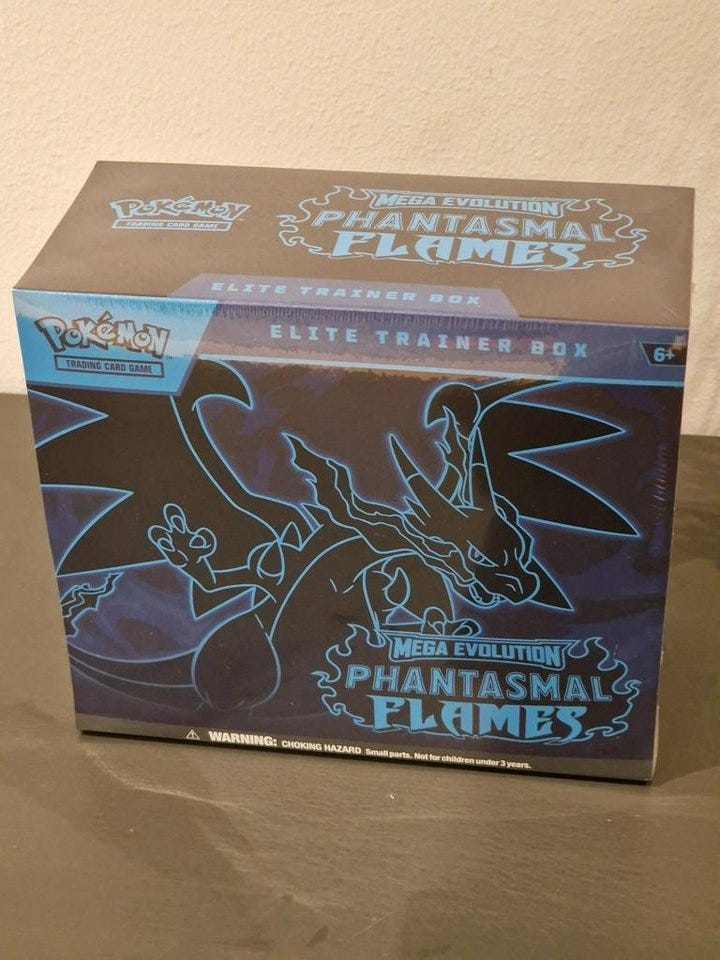 POKéMON
TRADING CARD GAME
MEGA EVOLUTION
PHANTASMAL
FLAMES
ELITE TRAINER BOX
POKéMON
TRADING CARD GAME
ELITE TRAINER BOX
6+
MEGA EVOLUTION
PHANTASMAL
FLAMES
⚠ WARNING: CHOKING HAZARD Small parts. Not for children under 3 years.